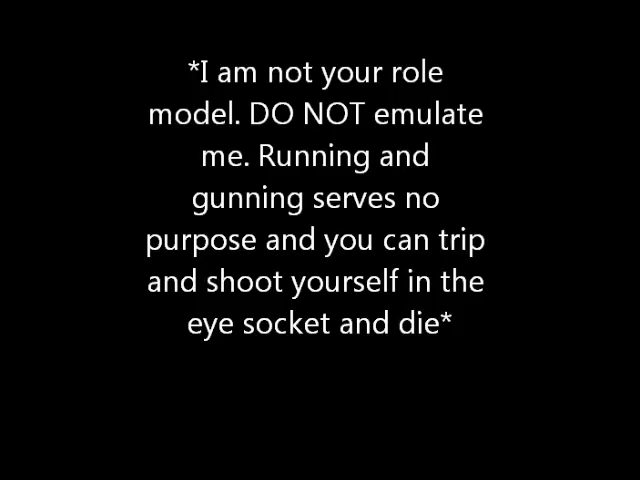 *I am not your role
model. DO NOT emulate
me. Running and
gunning serves no
purpose and you can trip
and shoot yourself in the
eye socket and die*